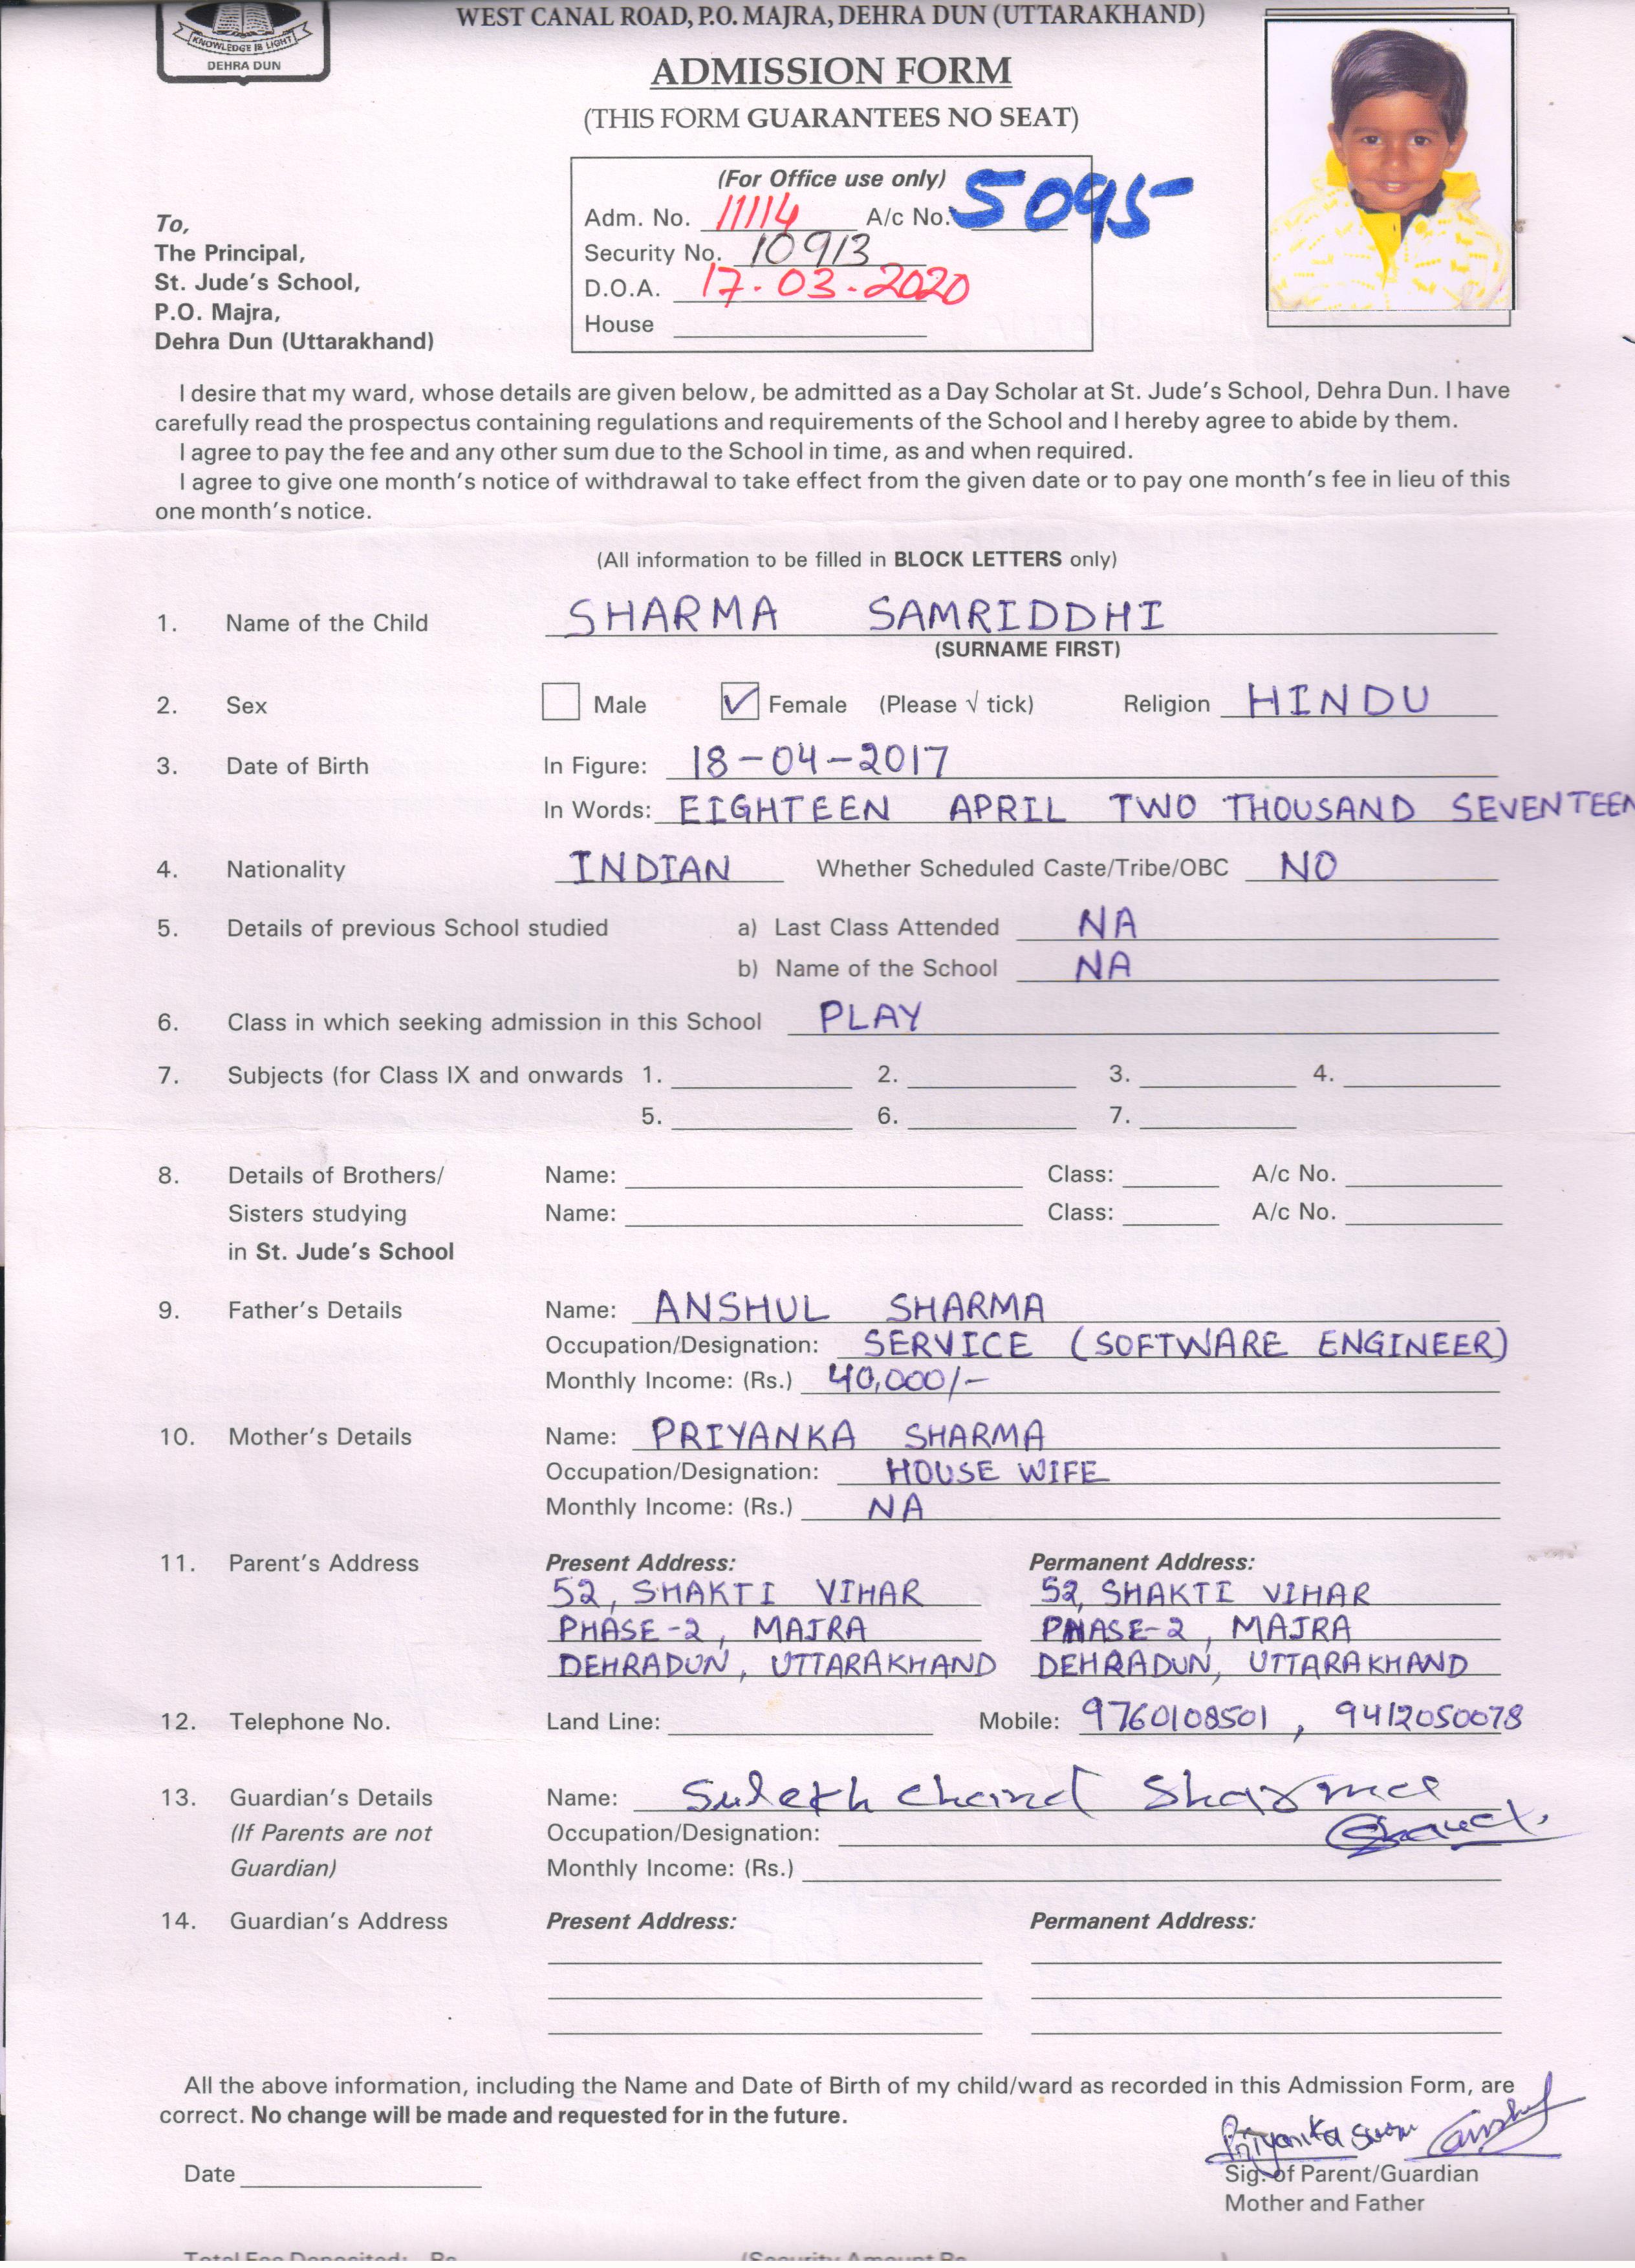 WEST CANAL ROAD, P.O. MAJRA, DEHRA DUN (UTTARAKHAND)
KNOWLEDGE IS LIGHT
DEHRA DUN
ADMISSION FORM
(THIS FORM GUARANTEES NO SEAT)
(For Office use only)
Adm. No. 11114 A/c No. 5095
Security No. 10913
D.O.A. 17.03.2020
House
To,
The Principal,
St. Jude's School,
P.O. Majra,
Dehra Dun (Uttarakhand)
I desire that my ward, whose details are given below, be admitted as a Day Scholar at St. Jude's School, Dehra Dun. I have
carefully read the prospectus containing regulations and requirements of the School and I hereby agree to abide by them.
I agree to pay the fee and any other sum due to the School in time, as and when required.
I agree to give one month's notice of withdrawal to take effect from the given date or to pay one month's fee in lieu of this
one month's notice.
(All information to be filled in BLOCK LETTERS only)
1. Name of the Child SHARMA SAMRIDDHI
(SURNAME FIRST)
2. Sex Male ✓ Female (Please √ tick) Religion HINDU
3. Date of Birth In Figure: 18-04-2017
In Words: EIGHTEEN APRIL TWO THOUSAND SEVENTEEN
4. Nationality INDIAN Whether Scheduled Caste/Tribe/OBC NO
5. Details of previous School studied a) Last Class Attended NA
b) Name of the School NA
6. Class in which seeking admission in this School PLAY
7. Subjects (for Class IX and onwards 1. 2. 3. 4.
5. 6. 7.
8. Details of Brothers/ Name: Class: A/c No.
Sisters studying Name: Class: A/c No.
in St. Jude's School
9. Father's Details Name: ANSHUL SHARMA
Occupation/Designation: SERVICE (SOFTWARE ENGINEER)
Monthly Income: (Rs.) 40,000/-
10. Mother's Details Name: PRIYANKA SHARMA
Occupation/Designation: HOUSE WIFE
Monthly Income: (Rs.) NA
11. Parent's Address Present Address: Permanent Address:
52, SHAKTI VIHAR 52, SHAKTI VIHAR
PHASE-2, MAJRA PHASE-2, MAJRA
DEHRADUN, UTTARAKHAND DEHRADUN, UTTARAKHAND
12. Telephone No. Land Line: Mobile: 9760108501, 9412050078
13. Guardian's Details Name: Sulekh Chand Sharma
(If Parents are not Occupation/Designation:
Guardian) Monthly Income: (Rs.)
14. Guardian's Address Present Address: Permanent Address:
All the above information, including the Name and Date of Birth of my child/ward as recorded in this Admission Form, are
correct. No change will be made and requested for in the future.
Priyanka
Date Sig. of Parent/Guardian
Mother and Father
Total Fee Deposited: Rs. (Security Amount Rs. )